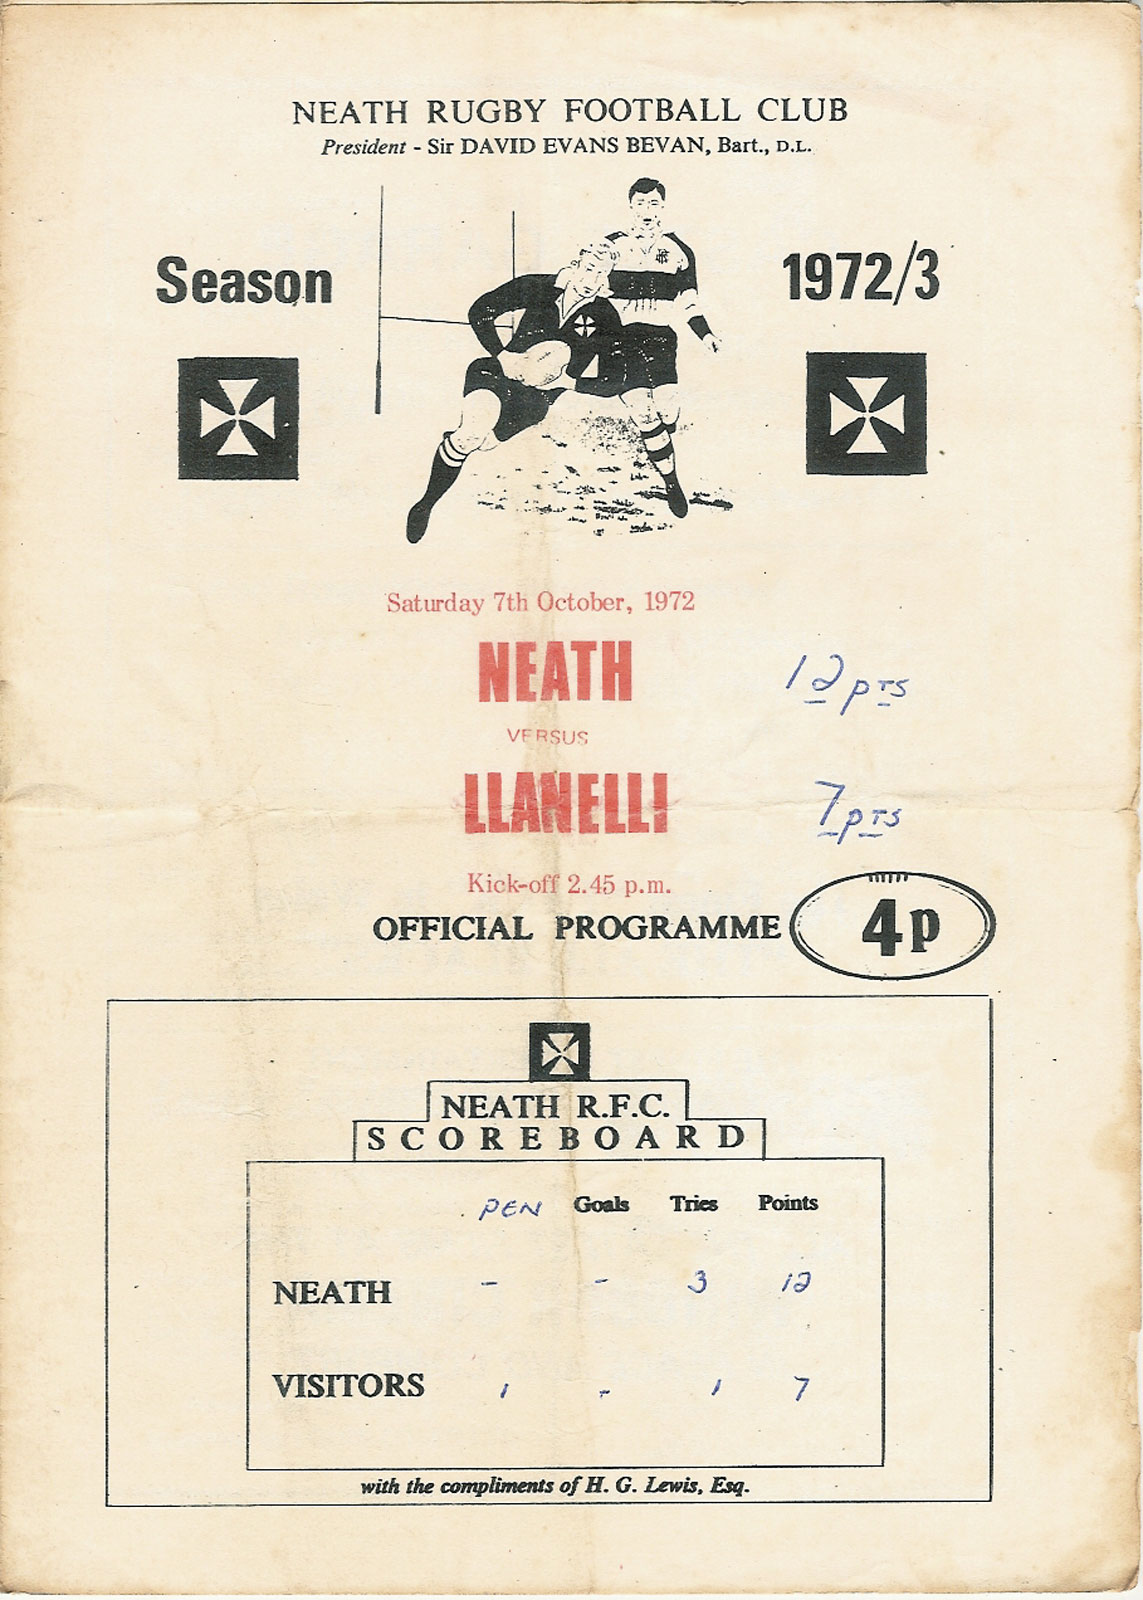 NEATH RUGBY FOOTBALL CLUB
President - Sir DAVID EVANS BEVAN, Bart., D.L.
Season 1972/3
Saturday 7th October, 1972
NEATH 12 pts
VERSUS
LLANELLI 7 pts
Kick-off 2.45 p.m.
OFFICIAL PROGRAMME 4p
NEATH R.F.C.
SCOREBOARD
PEN Goals Tries Points
NEATH - - 3 12
VISITORS 1 - 1 7
with the compliments of H. G. Lewis, Esq.